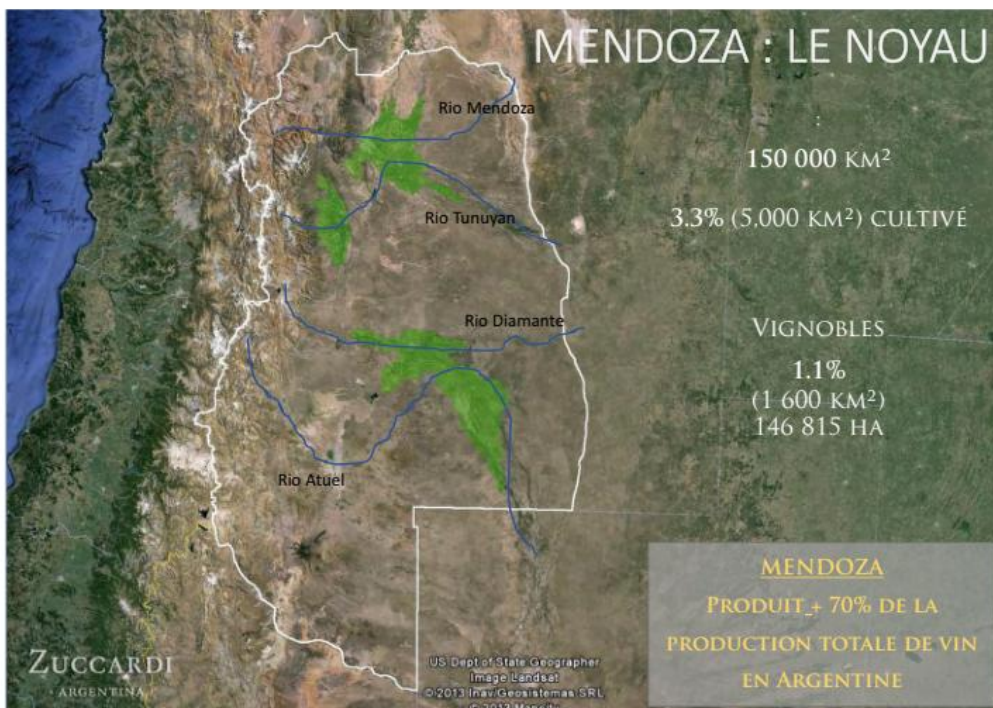 MENDOZA : LE NOYAU
:
150 000 KM²
3.3% (5,000 KM²) CULTIVÉ
VIGNOBLES
1.1%
(1 600 KM²)
146 815 HA
Rio Mendoza
Rio Tunuyan
Rio Diamante
Rio Atuel
MENDOZA
PRODUIT + 70% DE LA
PRODUCTION TOTALE DE VIN
EN ARGENTINE
ZUCCARDI
· ARGENTINA ·
US Dept of State Geographer
Image Landsat
© 2013 Inav/Geosistemas SRL
© 2013